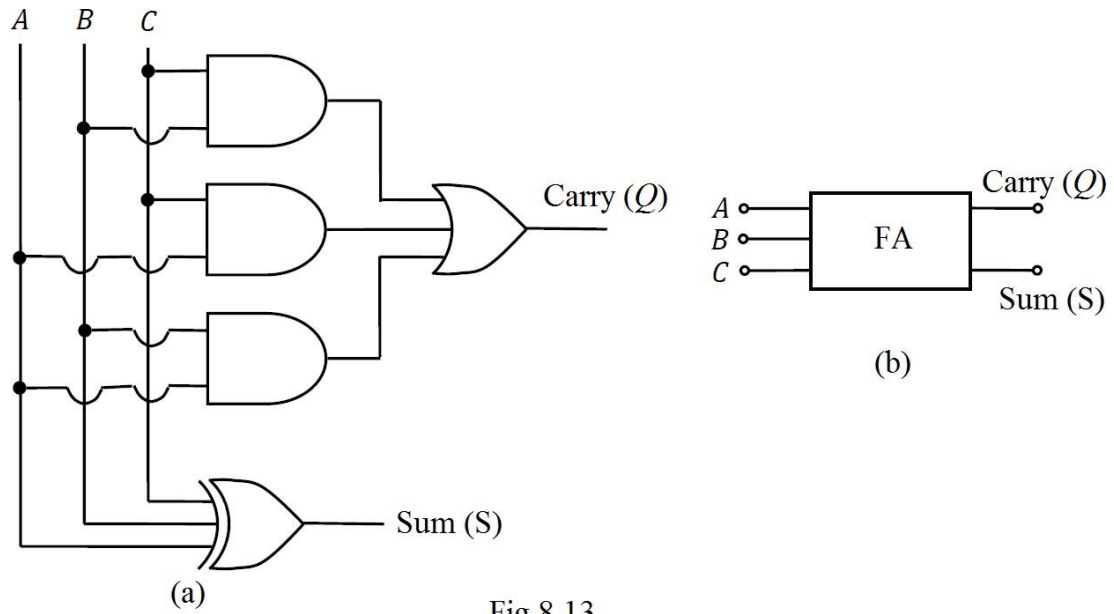 A B C
Carry (Q)
Sum (S)
(a)
A
B
C
FA
Carry (Q)
Sum (S)
(b)
Fig 8.13